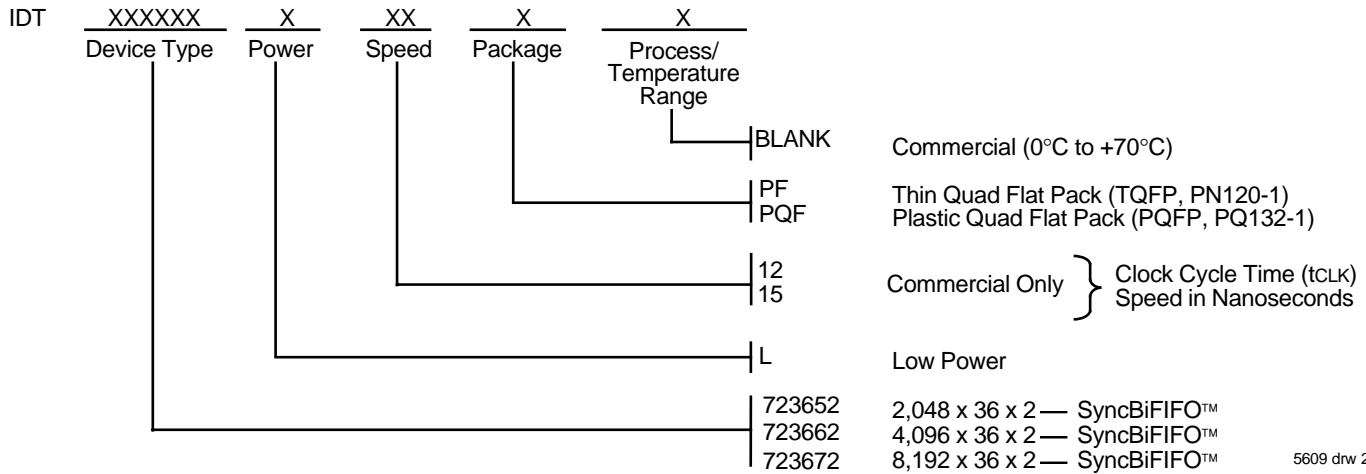 IDT XXXXXX X XX X X
Device Type Power Speed Package Process/
Temperature
Range
BLANK Commercial (0°C to +70°C)
PF Thin Quad Flat Pack (TQFP, PN120-1)
PQF Plastic Quad Flat Pack (PQFP, PQ132-1)
12
15
Commercial Only
Clock Cycle Time (tCLK)
Speed in Nanoseconds
L Low Power
723652 2,048 x 36 x 2 — SyncBiFIFO™
723662 4,096 x 36 x 2 — SyncBiFIFO™
723672 8,192 x 36 x 2 — SyncBiFIFO™
5609 drw 2